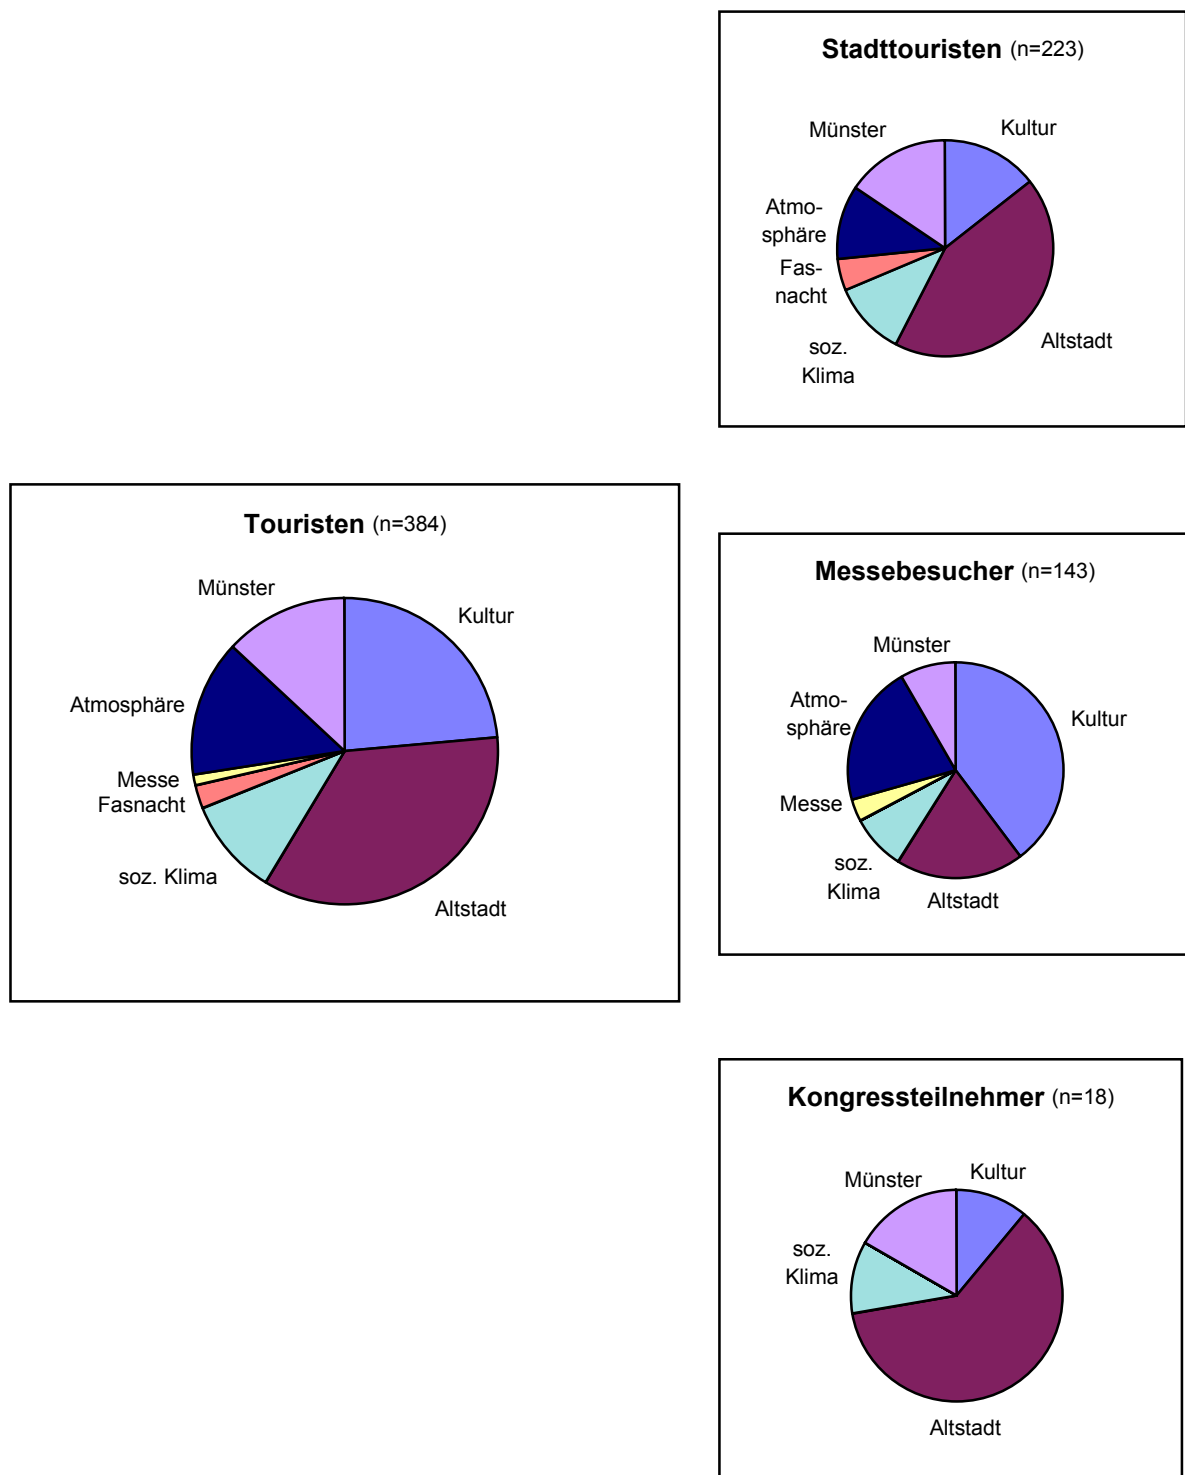 Stadttouristen (n=223)
Münster
Kultur
Atmo-
sphäre
Fas-
nacht
soz.
Klima
Altstadt
Touristen (n=384)
Münster
Kultur
Atmosphäre
Messe
Fasnacht
soz. Klima
Altstadt
Messebesucher (n=143)
Münster
Atmo-
sphäre
Kultur
Messe
soz.
Klima
Altstadt
Kongressteilnehmer (n=18)
Münster
Kultur
soz.
Klima
Altstadt